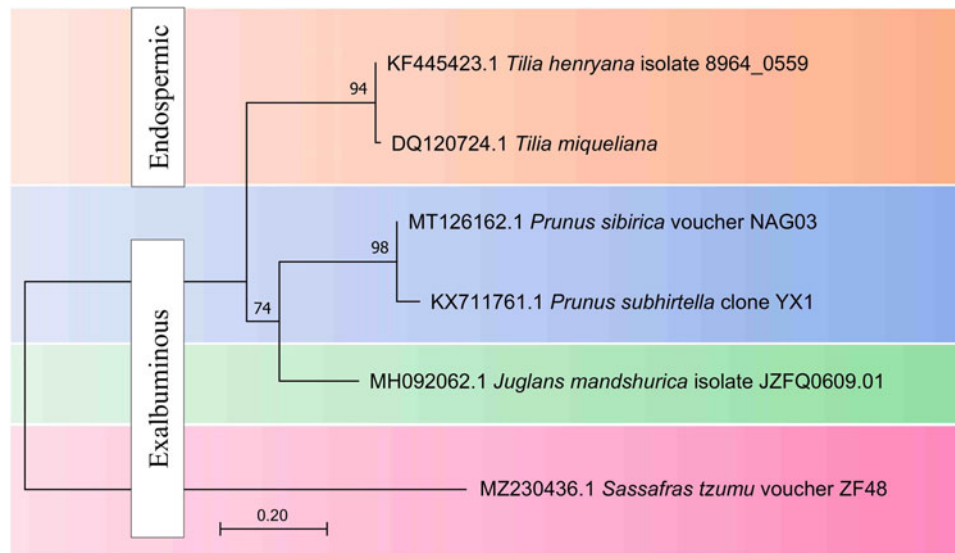 Endospermic
KF445423.1 Tilia henryana isolate 8964_0559
94
DQ120724.1 Tilia miqueliana
MT126162.1 Prunus sibirica voucher NAG03
98
KX711761.1 Prunus subhirtella clone YX1
74
Exalbuminous
MH092062.1 Juglans mandshurica isolate JZFQ0609.01
MZ230436.1 Sassafras tzumu voucher ZF48
0.20